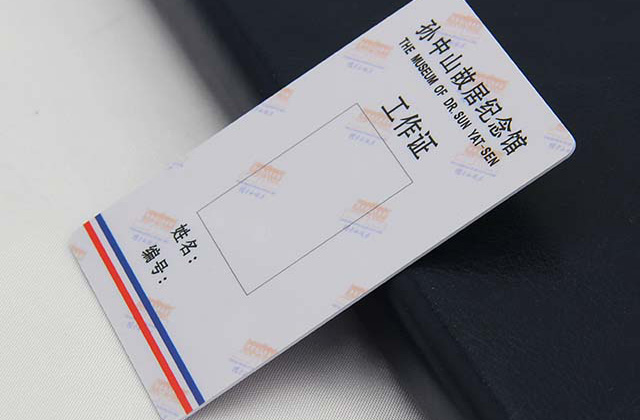 孙中山故居纪念馆
THE MUSEUM OF DR.SUN YAT-SEN
工作证
姓名：
编号：